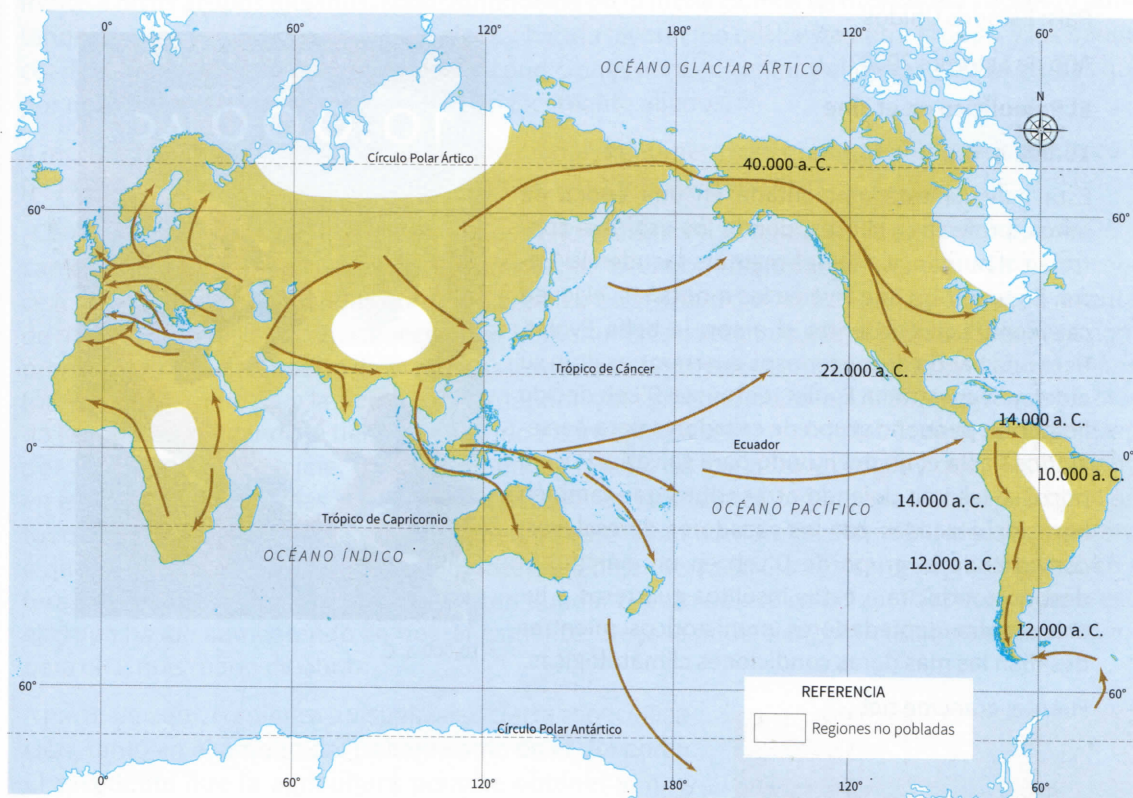 0°
60°
120°
180°
120°
60°
OCÉANO GLACIAR ÁRTICO
N
Círculo Polar Ártico
40.000 a. C.
60°
60°
Trópico de Cáncer
22.000 a. C.
14.000 a. C.
0°
Ecuador
0°
10.000 a. C.
14.000 a. C.
OCÉANO PACÍFICO
Trópico de Capricornio
OCÉANO ÍNDICO
12.000 a. C.
12.000 a. C.
60°
60°
REFERENCIA
Regiones no pobladas
Círculo Polar Antártico
0°
60°
120°
180°
120°
60°